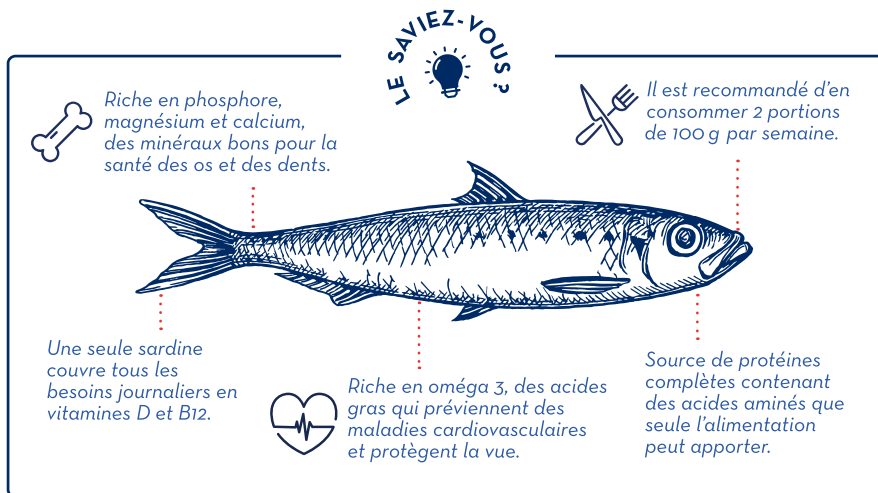 LE SAVIEZ-VOUS ?
Riche en phosphore,
magnésium et calcium,
des minéraux bons pour la
santé des os et des dents.
Il est recommandé d'en
consommer 2 portions
de 100 g par semaine.
Une seule sardine
couvre tous les
besoins journaliers en
vitamines D et B12.
Riche en oméga 3, des acides
gras qui préviennent des
maladies cardiovasculaires
et protègent la vue.
Source de protéines
complètes contenant
des acides aminés que
seule l'alimentation
peut apporter.